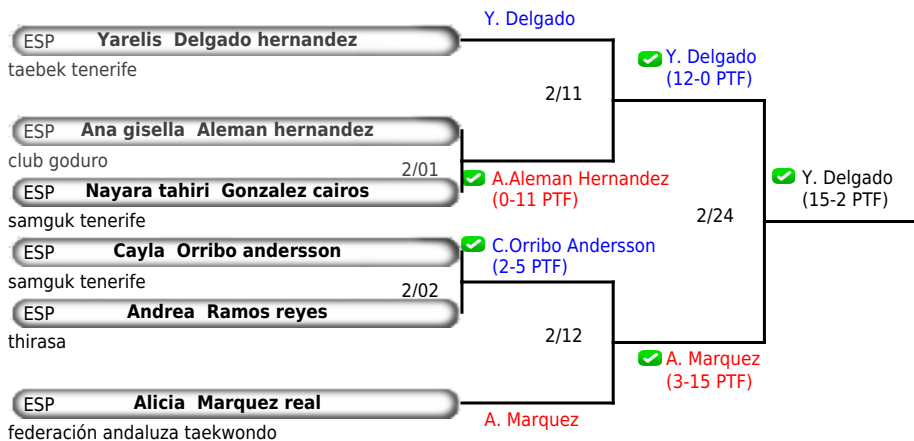 Y. Delgado
ESP Yarelis Delgado hernandez
taebek tenerife
Y. Delgado
(12-0 PTF)
2/11
ESP Ana gisella Aleman hernandez
club goduro
2/01
ESP Nayara tahiri Gonzalez cairos
samguk tenerife
A.Aleman Hernandez
(0-11 PTF)
Y. Delgado
(15-2 PTF)
2/24
ESP Cayla Orribo andersson
samguk tenerife
C.Orribo Andersson
(2-5 PTF)
2/02
ESP Andrea Ramos reyes
thirasa
2/12
A. Marquez
(3-15 PTF)
ESP Alicia Marquez real
federación andaluza taekwondo
A. Marquez